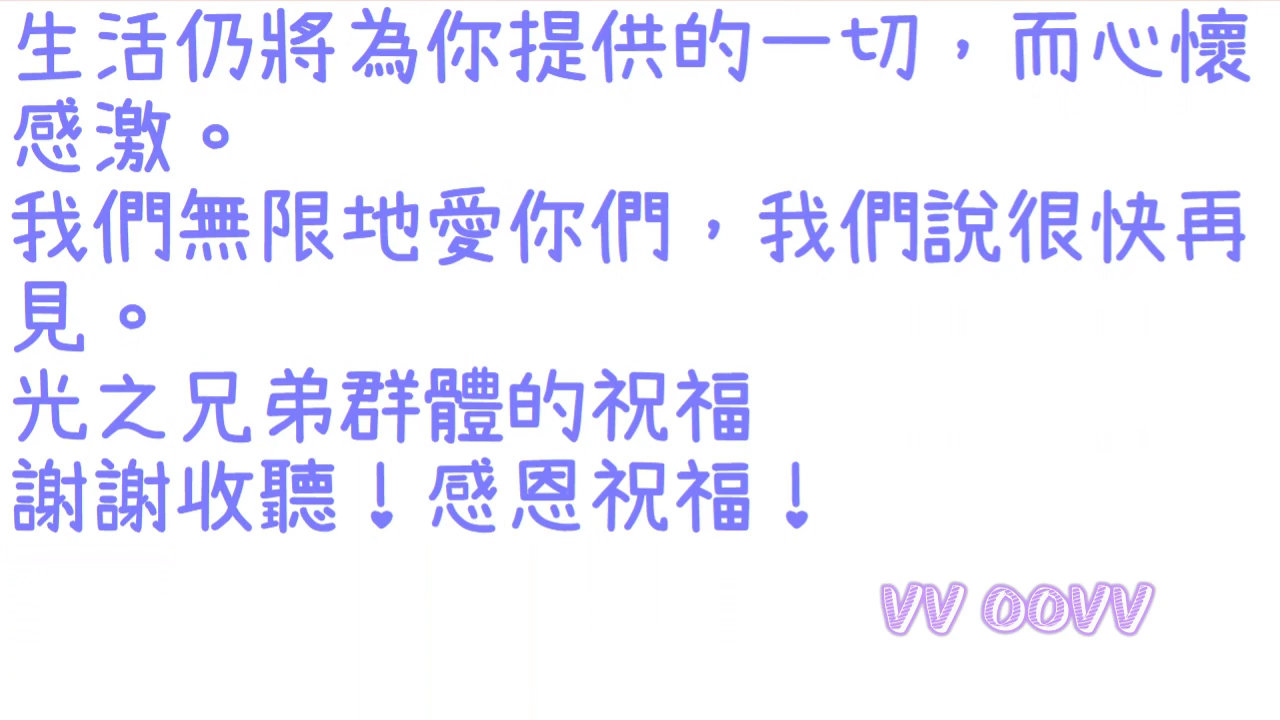 生活仍將為你提供的一切，而心懷
感激。
我們無限地愛你們，我們說很快再
見。
光之兄弟群體的祝福
謝謝收聽！感恩祝福！
VV OOVV